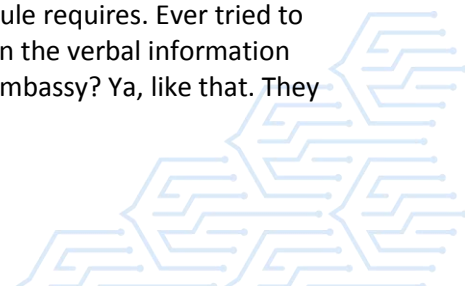 ule requires. Ever tried to
n the verbal information
mbassy? Ya, like that. They